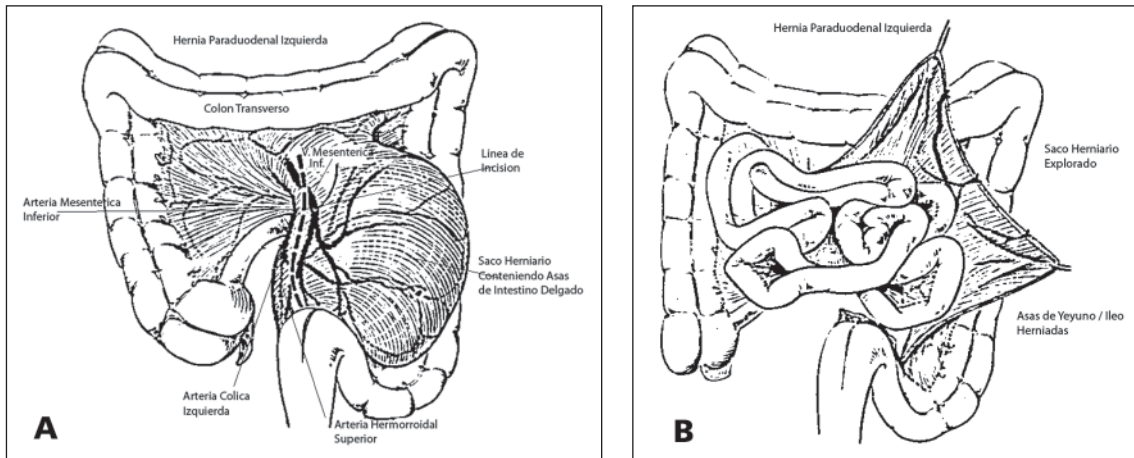 Hernia Paraduodenal Izquierda
Colon Transverso
V. Mesenterica
Inf.
Linea de
Incision
Arteria Mesenterica
Inferior
Saco Herniario
Conteniendo Asas
de Intestino Delgado
Arteria Colica
Izquierda
Arteria Hermorroidal
Superior
A
Hernia Paraduodenal Izquierda
Saco Herniario
Explorado
Asas de Yeyuno / Ileo
Herniadas
B